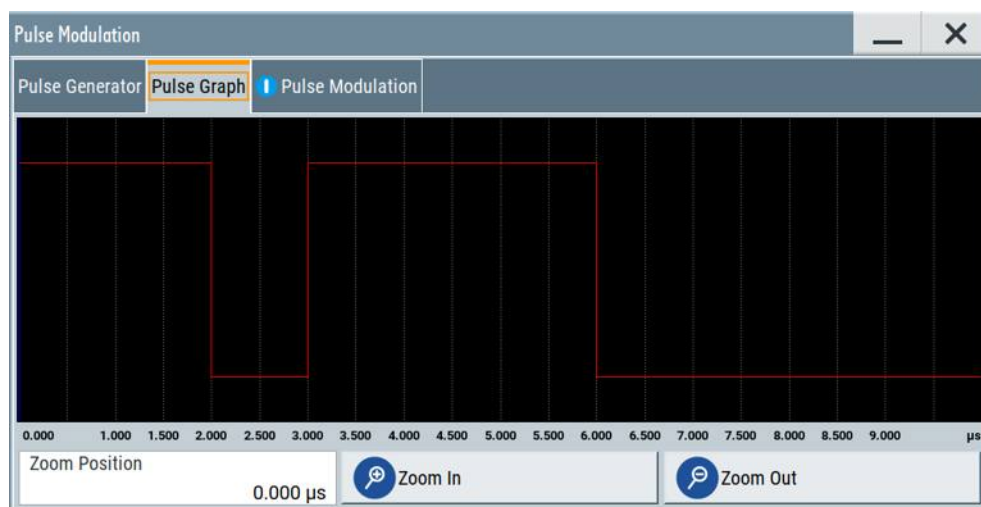 Pulse Modulation
Pulse Generator Pulse Graph Pulse Modulation
0.000 1.000 1.500 2.000 2.500 3.000 3.500 4.000 4.500 5.000 5.500 6.000 6.500 7.000 7.500 8.000 8.500 9.000 µs
Zoom Position
0.000 µs
Zoom In
Zoom Out